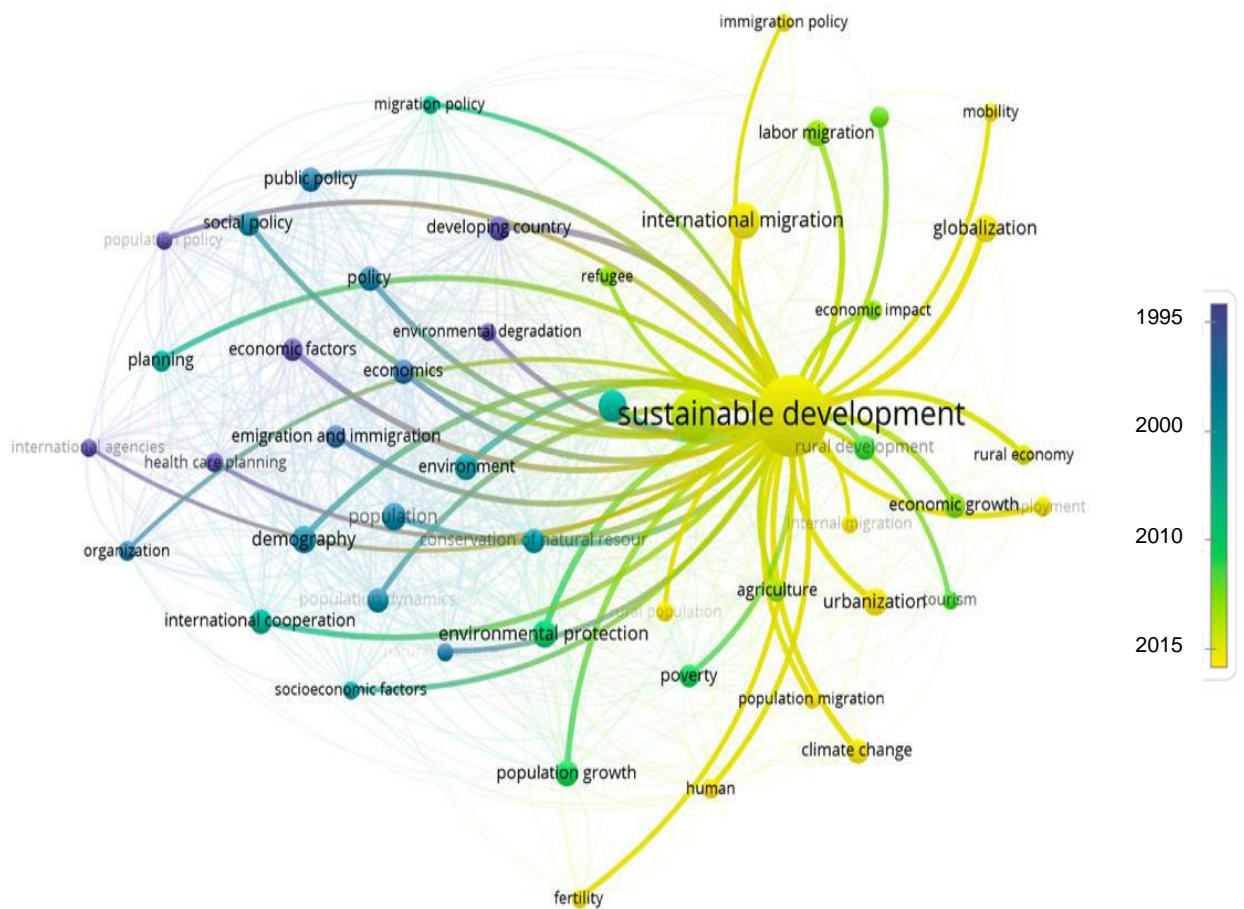 immigration policy
migration policy
mobility
labor migration
public policy
social policy
developing country
international migration
globalization
population policy
policy
refugee
economic impact
1995
environmental degradation
economic factors
planning
economics
sustainable development
2000
emigration and immigration
international agencies
rural development
rural economy
health care planning
environment
economic growth
ployment
population
internal migration
demography
conservation of natural resour
2010
organization
agriculture
population dynamics
urbanization
tourism
rural population
international cooperation
environmental protection
2015
poverty
socioeconomic factors
population migration
climate change
population growth
human
fertility